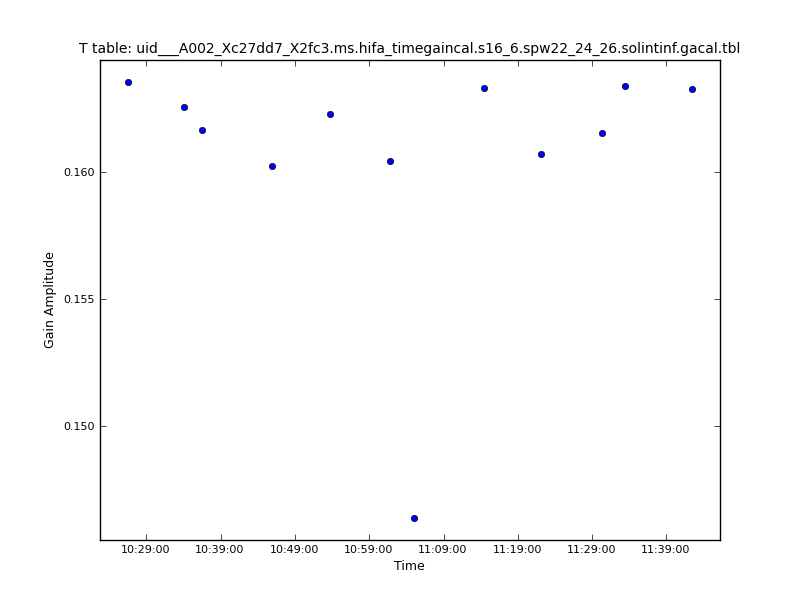 T table: uid___A002_Xc27dd7_X2fc3.ms.hifa_timegaincal.s16_6.spw22_24_26.solintinf.gacal.tbl
0.160
0.155
0.150
Gain Amplitude
10:29:00 10:39:00 10:49:00 10:59:00 11:09:00 11:19:00 11:29:00 11:39:00
Time